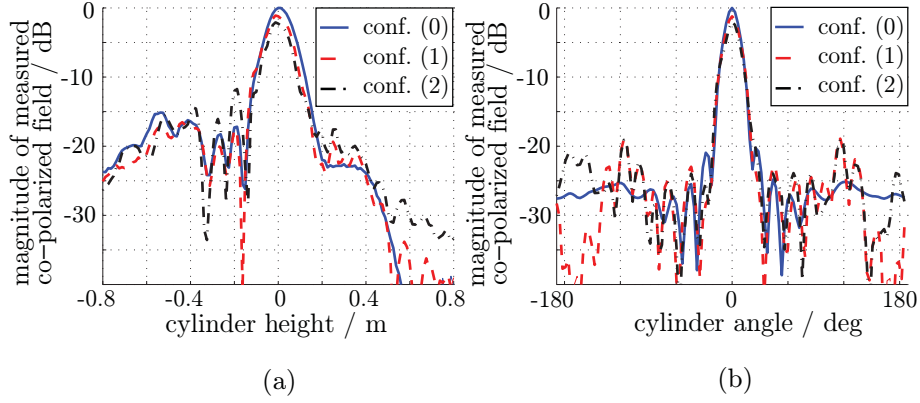 magnitude of measured
co−polarized field / dB
0
-10
-20
-30
-0.8
-0.4
0
0.4
0.8
cylinder height / m
conf. (0)
conf. (1)
conf. (2)
(a)
magnitude of measured
co−polarized field / dB
0
-10
-20
-30
-180
0
180
cylinder angle / deg
conf. (0)
conf. (1)
conf. (2)
(b)